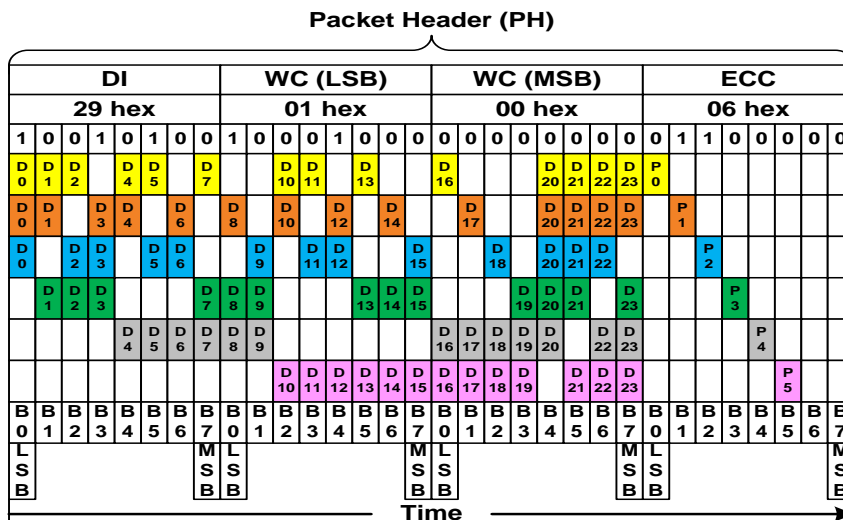 Packet Header (PH)
DI WC (LSB) WC (MSB) ECC
29 hex 01 hex 00 hex 06 hex
1 0 0 1 0 1 0 0 1 0 0 0 1 0 0 0 0 0 0 0 0 0 0 0 0 1 1 0 0 0 0 0
D0 D1 D2 D4 D5 D7 D10 D11 D13 D16 D20 D21 D22 D23 P0
D0 D1 D3 D4 D6 D8 D10 D12 D14 D17 D20 D21 D22 D23 P1
D0 D2 D3 D5 D6 D9 D11 D12 D15 D18 D20 D21 D22 P2
D1 D2 D3 D7 D8 D9 D13 D14 D15 D19 D20 D21 D23 P3
D4 D5 D6 D7 D8 D9 D16 D17 D18 D19 D20 D22 D23 P4
D10 D11 D12 D13 D14 D15 D16 D17 D18 D19 D21 D22 D23 P5
B0 B1 B2 B3 B4 B5 B6 B7 B0 B1 B2 B3 B4 B5 B6 B7 B0 B1 B2 B3 B4 B5 B6 B7 B0 B1 B2 B3 B4 B5 B6 B7
LSB MSB LSB MSB LSB MSB LSB MSB
Time